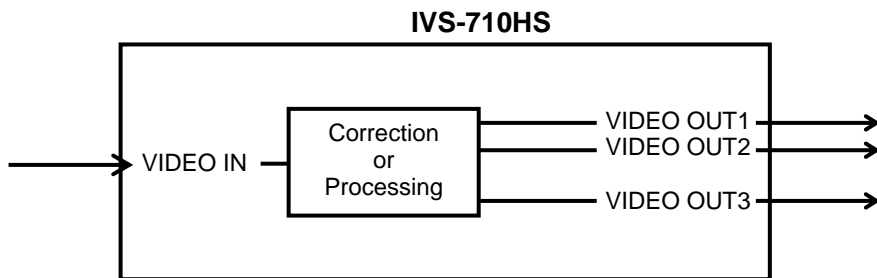 IVS-710HS
VIDEO IN
Correction
or
Processing
VIDEO OUT1
VIDEO OUT2
VIDEO OUT3